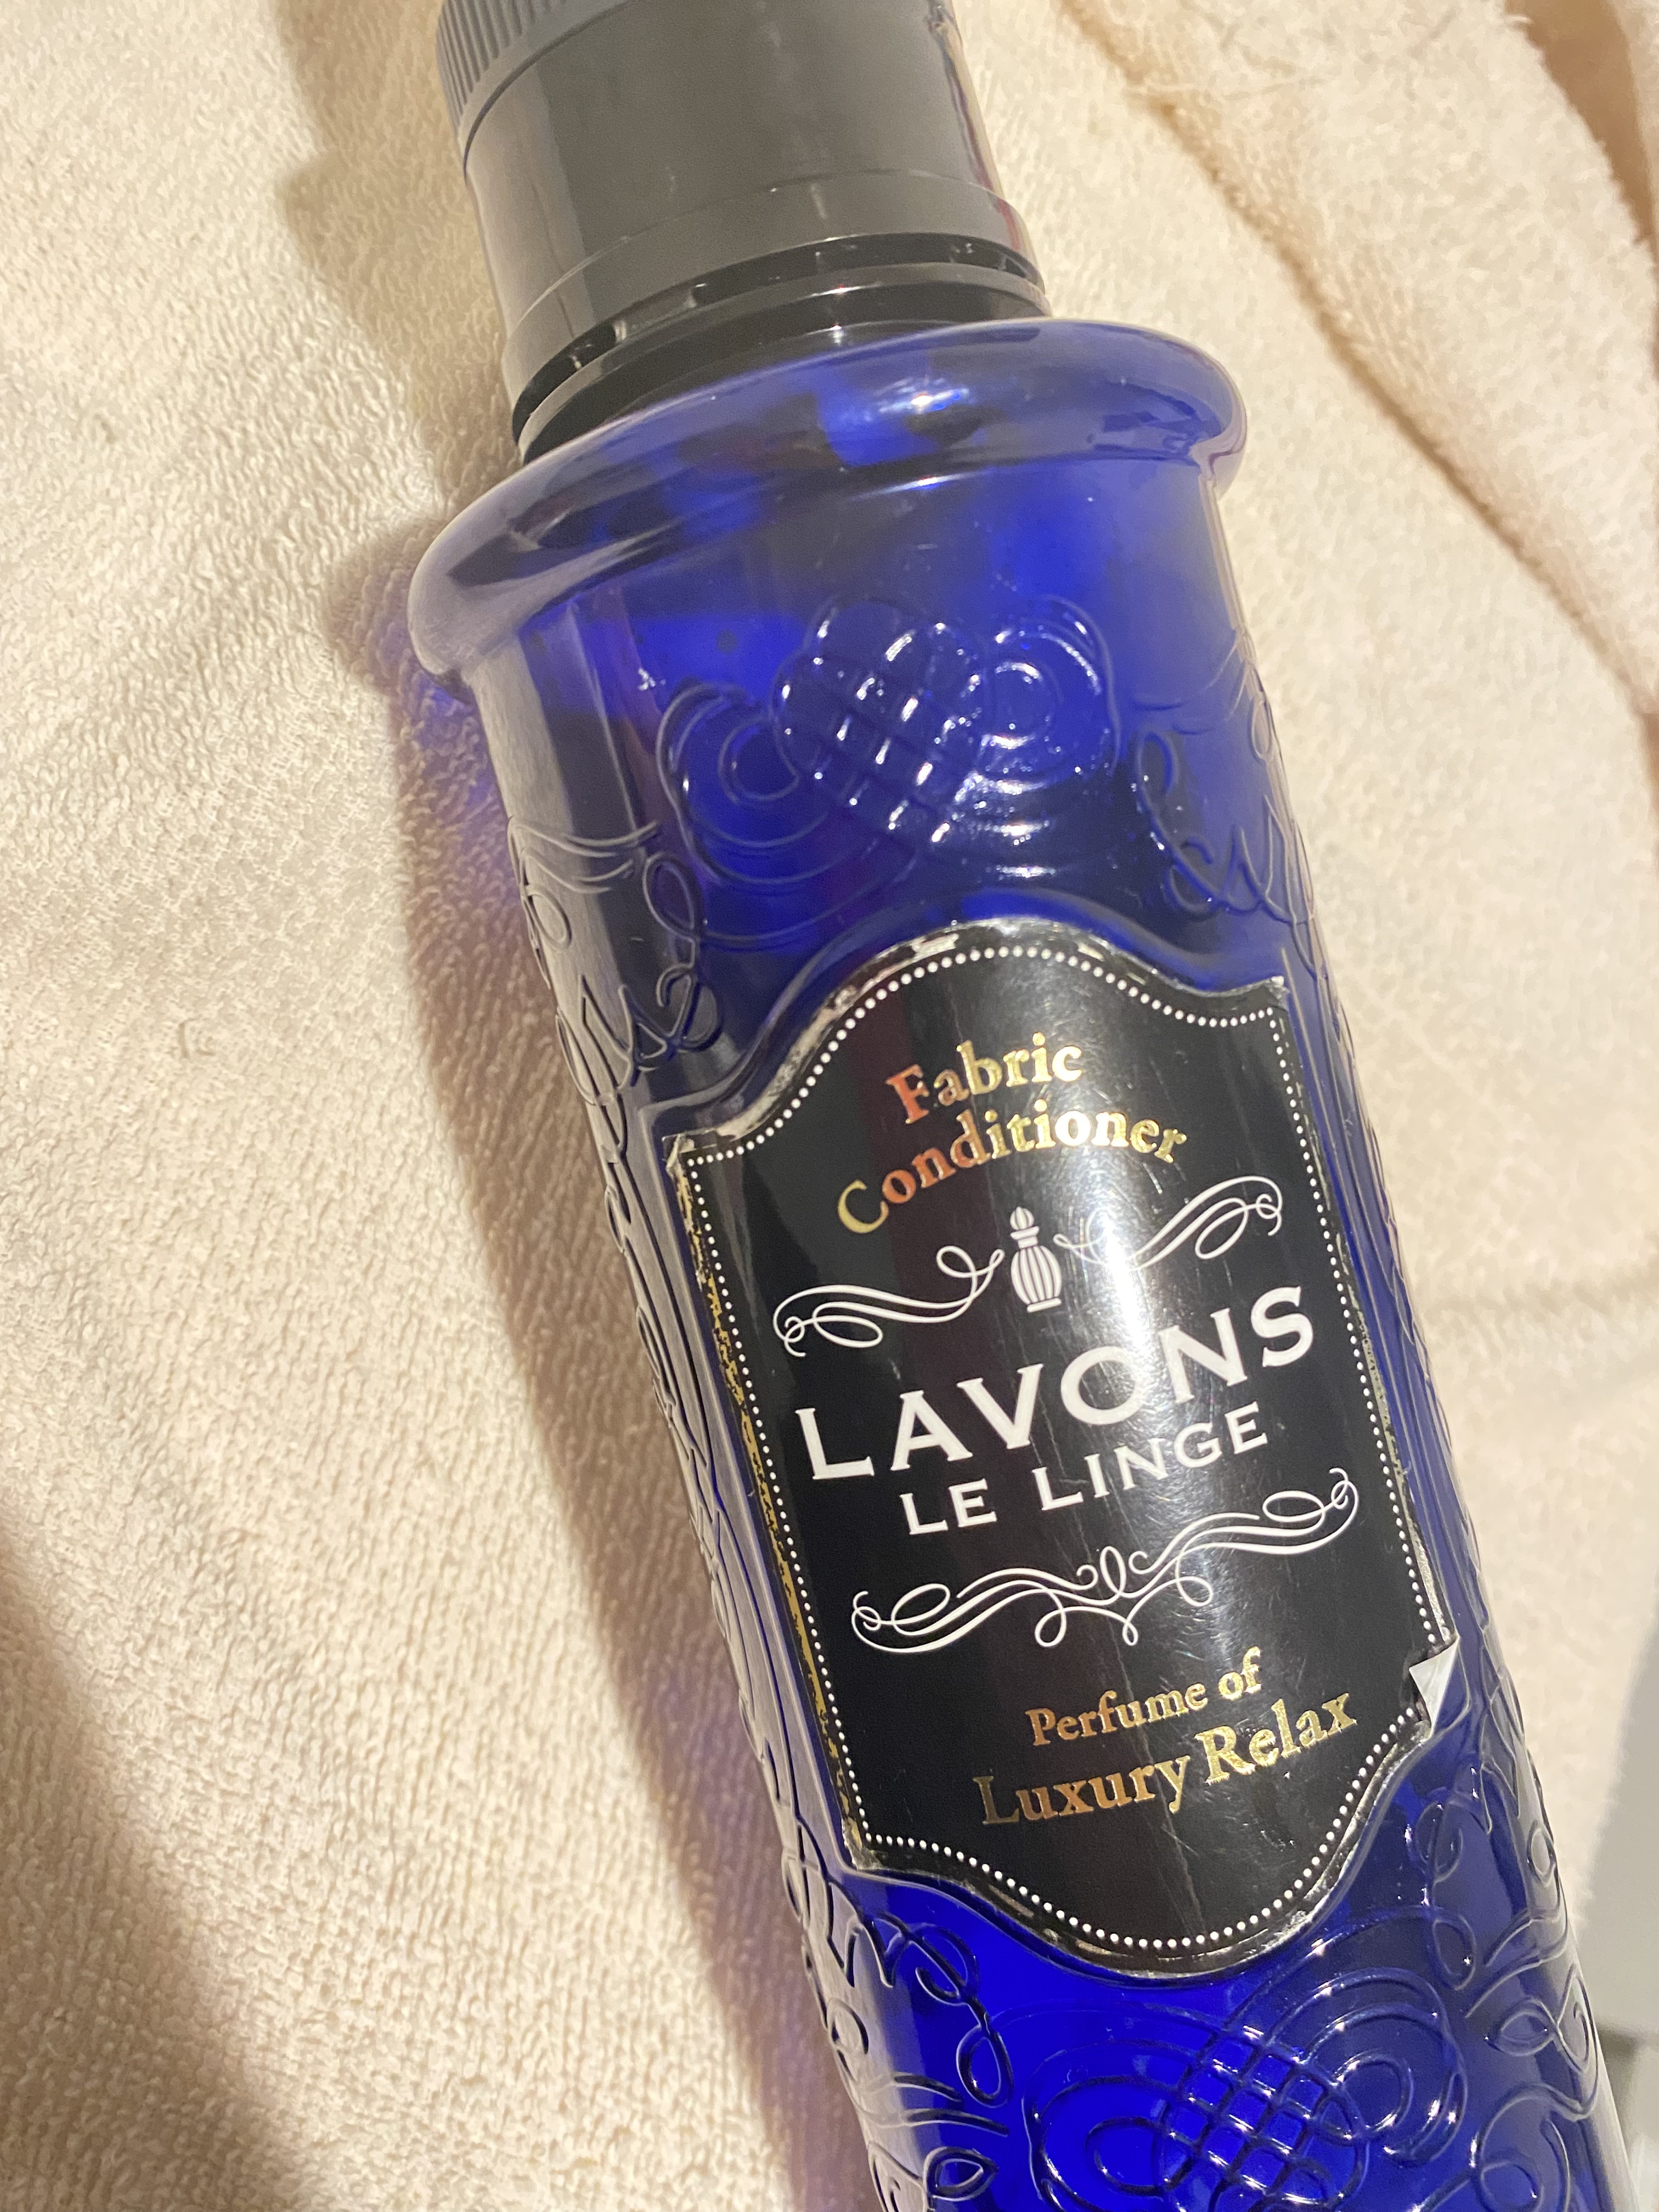 Fabric
Conditioner
LAVONS
LE LINGE
Perfume of
Luxury Relax